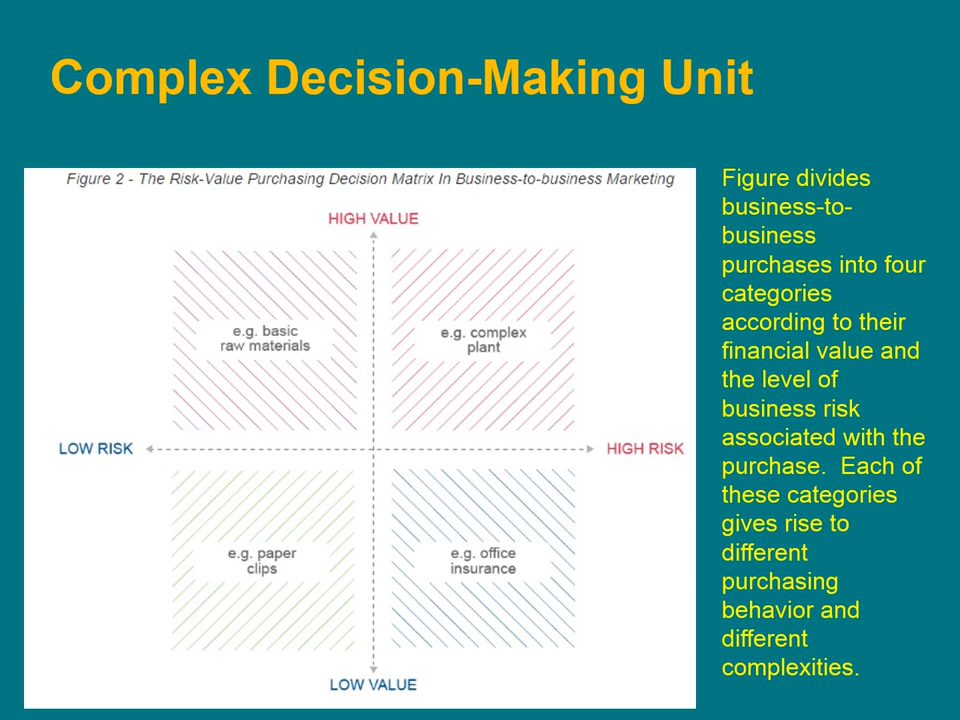 Complex Decision-Making Unit
Figure 2 - The Risk-Value Purchasing Decision Matrix In Business-to-business Marketing
HIGH VALUE
e.g. basic
raw materials
e.g. complex
plant
LOW RISK
HIGH RISK
e.g. paper
clips
e.g. office
insurance
LOW VALUE
Figure divides
business-to-
business
purchases into four
categories
according to their
financial value and
the level of
business risk
associated with the
purchase.  Each of
these categories
gives rise to
different
purchasing
behavior and
different
complexities.